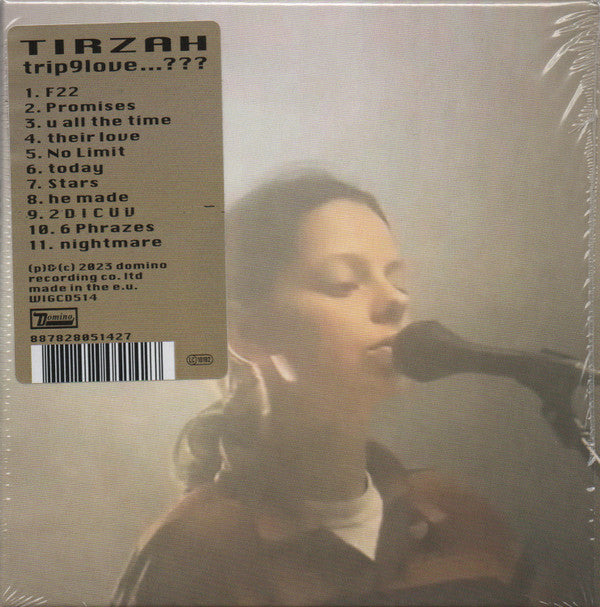 TIRZAH
trip9love...???
1. F22
2. Promises
3. u all the time
4. their love
5. No Limit
6. today
7. Stars
8. he made
9. 2 D I C U V
10. 6 Phrazes
11. nightmare
(p)&(c) 2023 domino
recording co. ltd
made in the e.u.
WIGCD514
Domino
887828051427
LC 10192